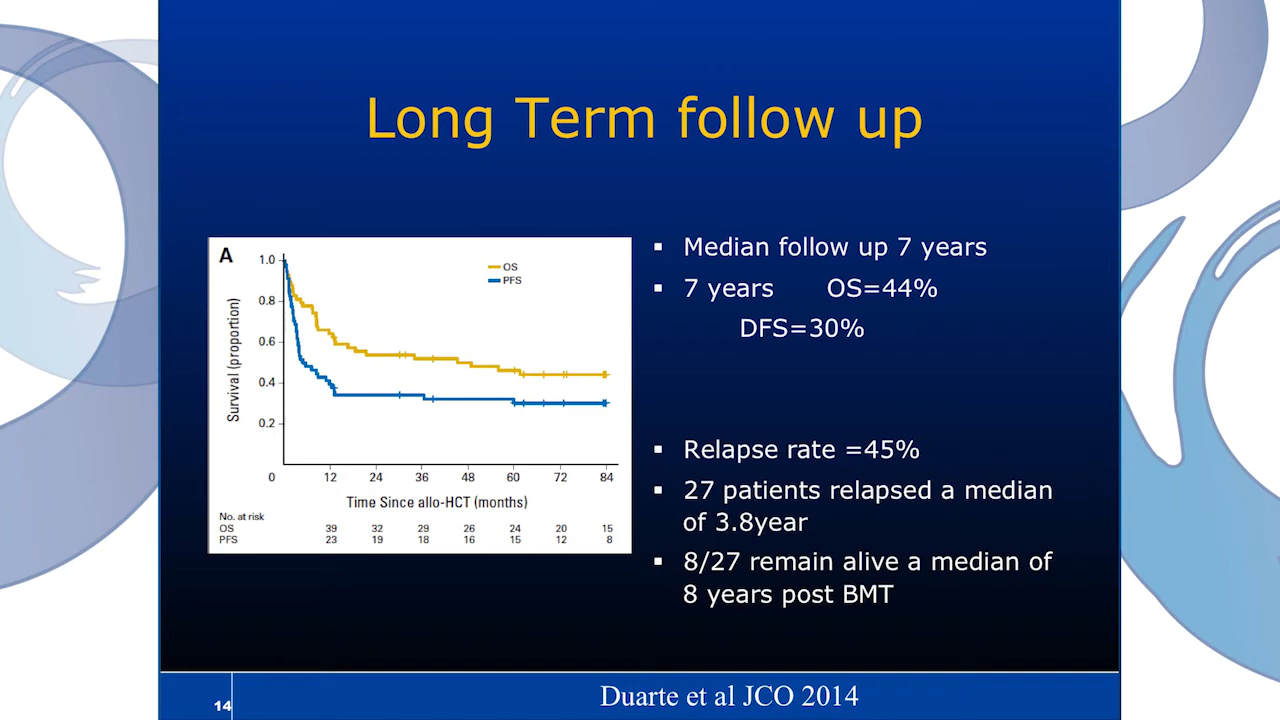 Long Term follow up
A
1.0
0.8
0.6
0.4
0.2
0
Survival (proportion)
OS
PFS
12 24 36 48 60 72 84
Time Since allo-HCT (months)
No. at risk
OS 39 32 29 26 24 20 15
PFS 23 19 18 16 15 12 8
▪ Median follow up 7 years
▪ 7 years OS=44%
DFS=30%
▪ Relapse rate =45%
▪ 27 patients relapsed a median
of 3.8year
▪ 8/27 remain alive a median of
8 years post BMT
14
Duarte et al JCO 2014